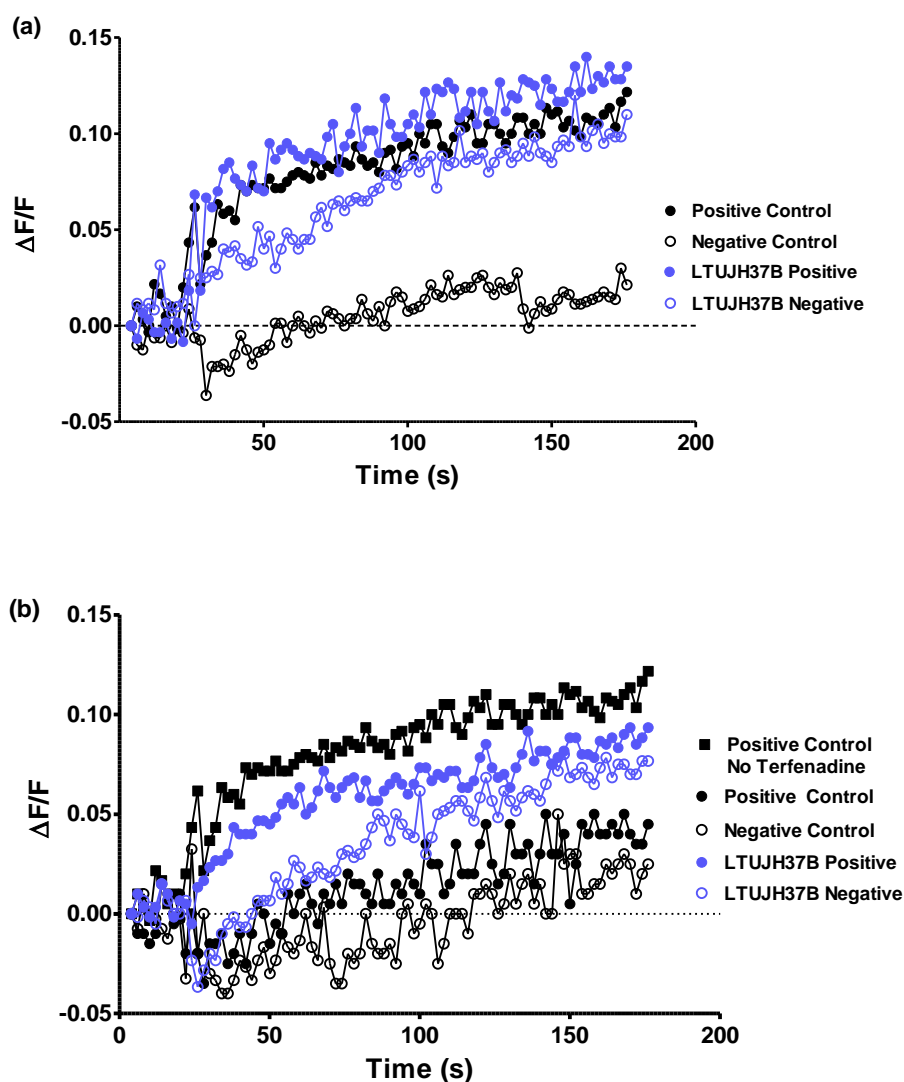 (a)
0.15
0.10
0.05
0.00
-0.05
ΔF/F
50
100
150
200
Time (s)
Positive Control
Negative Control
LTUJH37B Positive
LTUJH37B Negative
(b)
0.15
0.10
0.05
0.00
-0.05
ΔF/F
0
50
100
150
200
Time (s)
Positive Control
No Terfenadine
Positive Control
Negative Control
LTUJH37B Positive
LTUJH37B Negative